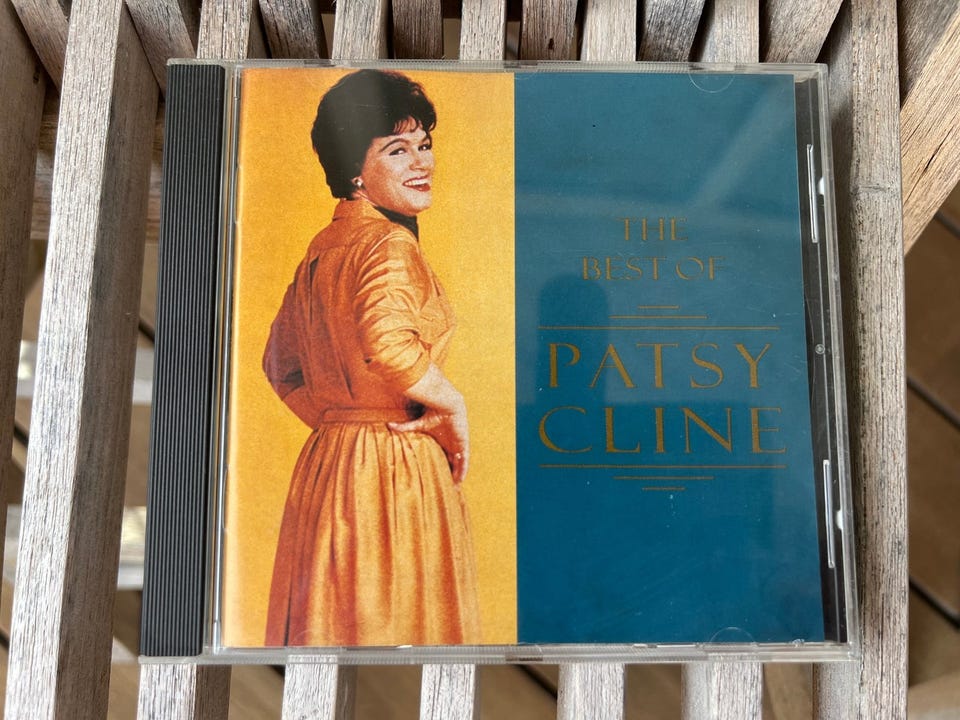 THE
BEST OF
PATSY
CLINE